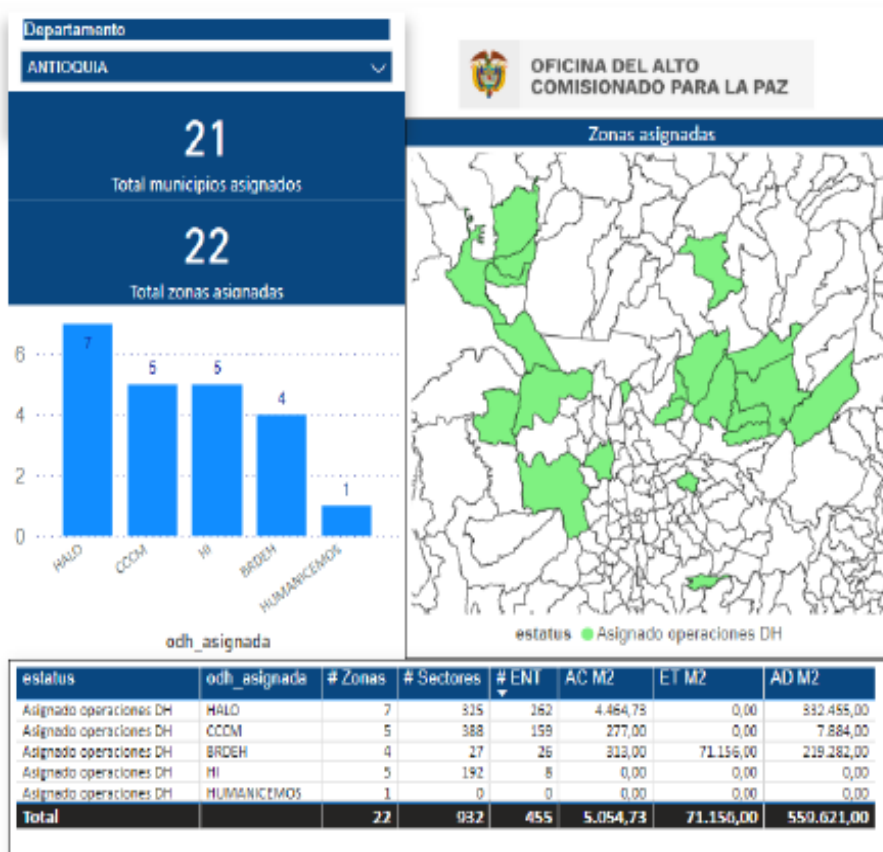 Departamento
ANTIOQUIA
OFICINA DEL ALTO
COMISIONADO PARA LA PAZ
21
Total municipios asignados
22
Total zonas asignadas
Zonas asignadas
6
4
2
0
7
5
5
4
1
HALO
CCCM
HI
BRDEH
HUMANICEMOS
odh_asignada
estatus Asignado operaciones DH
estatus odh_asignada # Zonas # Sectores # ENT AC M2 ET M2 AD M2
Asignado operaciones DH HALO 7 325 262 4.464,73 0,00 332.455,00
Asignado operaciones DH CCCM 5 388 159 277,00 0,00 7.884,00
Asignado operaciones DH BRDEH 4 27 26 313,00 71.156,00 219.282,00
Asignado operaciones DH HI 5 192 8 0,00 0,00 0,00
Asignado operaciones DH HUMANICEMOS 1 0 0 0,00 0,00 0,00
Total 22 932 455 5.054,73 71.156,00 559.621,00